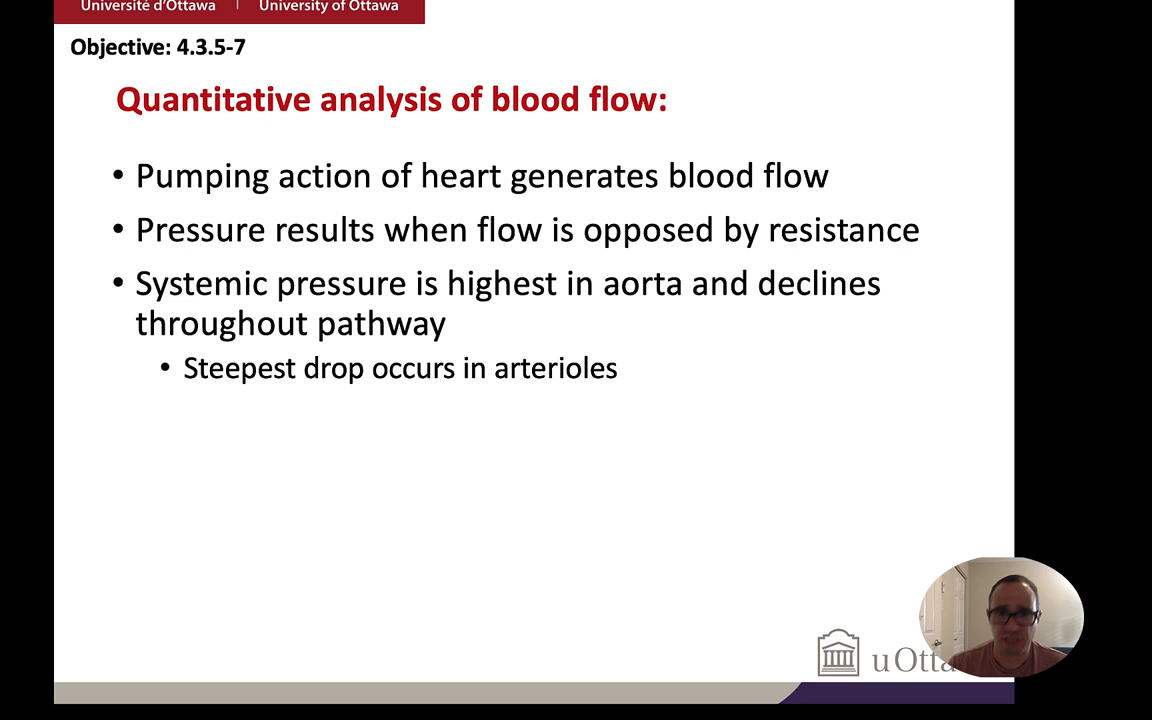 Université d'Ottawa | University of Ottawa
Objective: 4.3.5-7
Quantitative analysis of blood flow:
• Pumping action of heart generates blood flow
• Pressure results when flow is opposed by resistance
• Systemic pressure is highest in aorta and declines
throughout pathway
• Steepest drop occurs in arterioles
uOtta